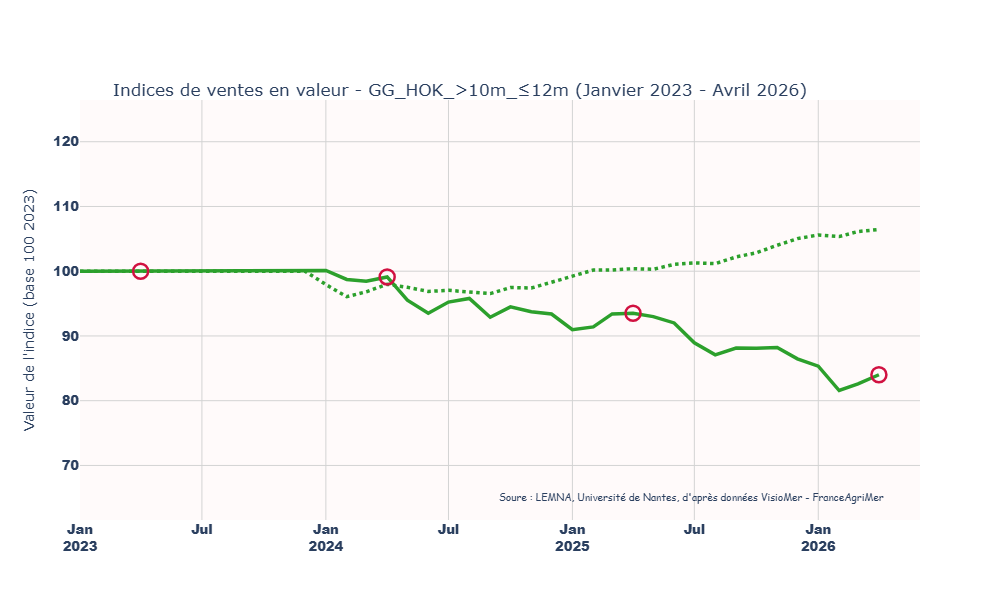 Indices de ventes en valeur - GG_HOK_>10m_≤12m (Janvier 2023 - Avril 2026)
Valeur de l'indice (base 100 2023)
120
110
100
90
80
70
Soure : LEMNA, Université de Nantes, d'après données VisioMer - FranceAgriMer
Jan Jul Jan Jul Jan Jul Jan
2023 2024 2025 2026